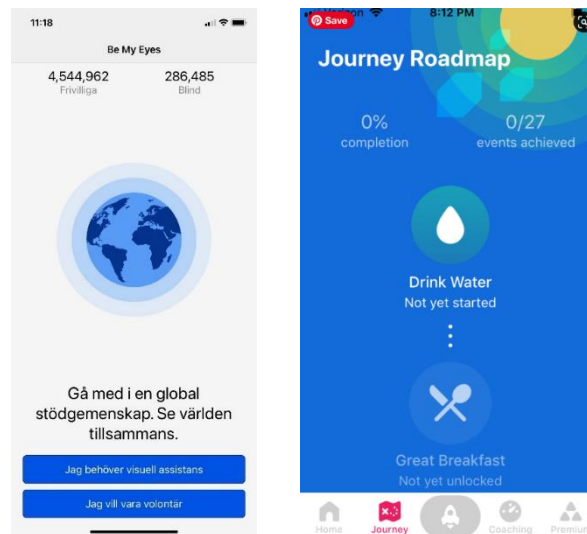 11:18
Be My Eyes
4,544,962 286,485
Frivilliga Blind
Gå med i en global
stödgemenskap. Se världen
tillsammans.
Jag behöver visuell assistans
Jag vill vara volontär
Save
8:12 PM
Journey Roadmap
0% 0/27
completion events achieved
Drink Water
Not yet started
Great Breakfast
Not yet unlocked
Home Journey Coaching Premium